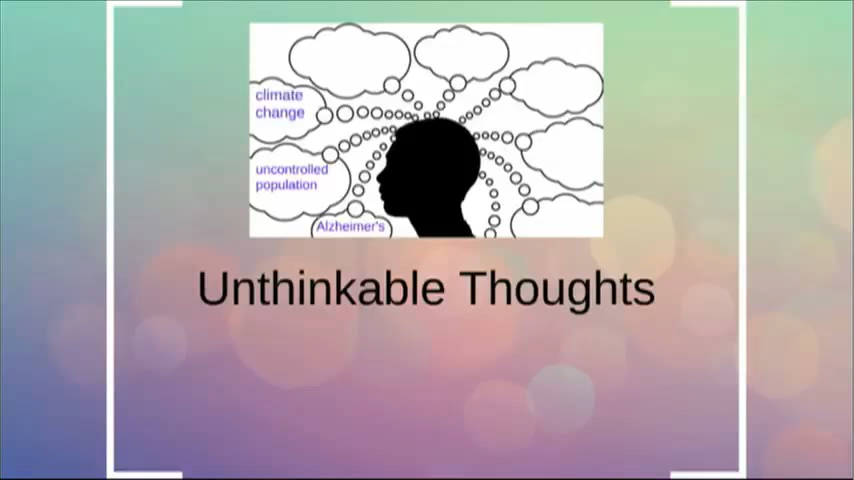 climate
change
uncontrolled
population
Alzheimer's
Unthinkable Thoughts